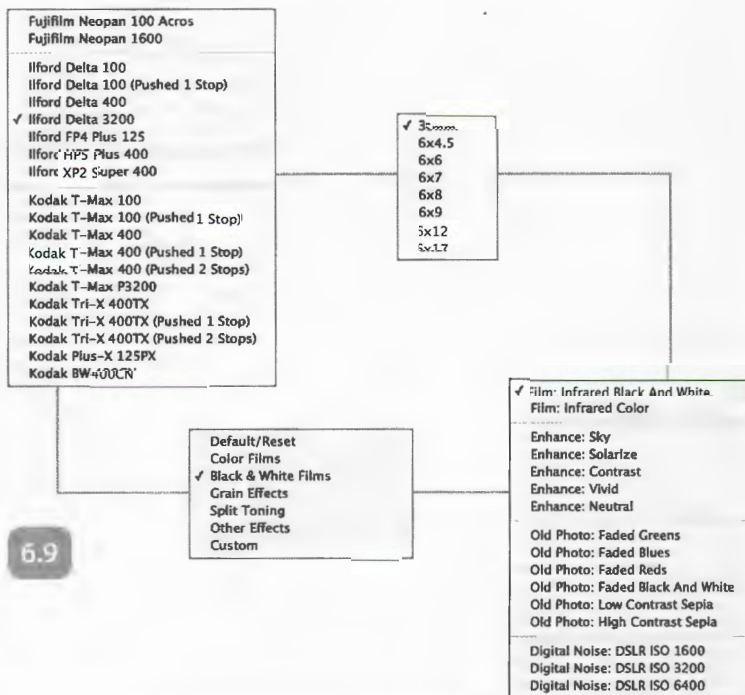 Fujifilm Neopan 100 Acros
Fujifilm Neopan 1600
Ilford Delta 100
Ilford Delta 100 (Pushed 1 Stop)
Ilford Delta 400
✓ Ilford Delta 3200
Ilford FP4 Plus 125
Ilford HP5 Plus 400
Ilford XP2 Super 400
Kodak T-Max 100
Kodak T-Max 100 (Pushed 1 Stop)
Kodak T-Max 400
Kodak T-Max 400 (Pushed 1 Stop)
Kodak T-Max 400 (Pushed 2 Stops)
Kodak T-Max P3200
Kodak Tri-X 400TX
Kodak Tri-X 400TX (Pushed 1 Stop)
Kodak Tri-X 400TX (Pushed 2 Stops)
Kodak Plus-X 125PX
Kodak BW400CN
✓ 35mm
6x4.5
6x6
6x7
6x8
6x9
6x12
6x17
Default/Reset
Color Films
✓ Black & White Films
Grain Effects
Split Toning
Other Effects
Custom
✓ Film: Infrared Black And White
Film: Infrared Color
Enhance: Sky
Enhance: Solarize
Enhance: Contrast
Enhance: Vivid
Enhance: Neutral
Old Photo: Faded Greens
Old Photo: Faded Blues
Old Photo: Faded Reds
Old Photo: Faded Black And White
Old Photo: Low Contrast Sepia
Old Photo: High Contrast Sepia
Digital Noise: DSLR ISO 1600
Digital Noise: DSLR ISO 3200
Digital Noise: DSLR ISO 6400
6.9